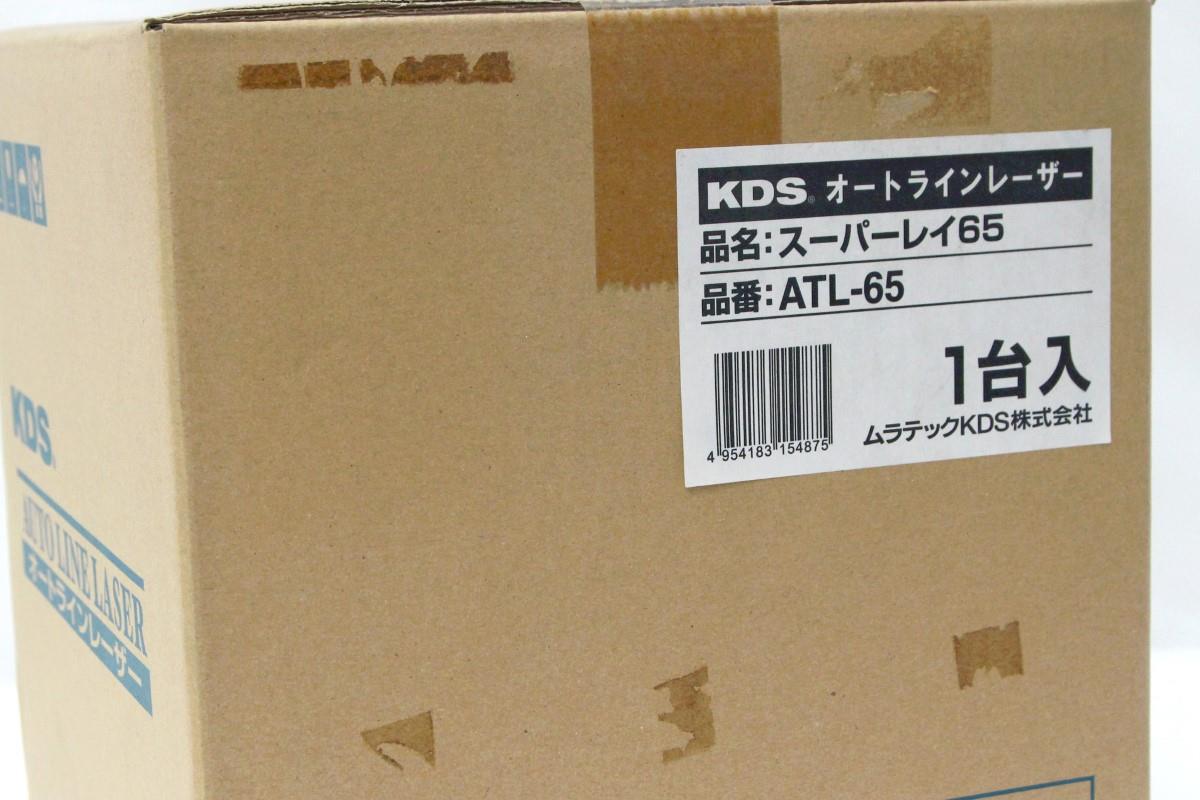 KDS
AUTO LINE LASER
オートラインレーザー
KDS® オートラインレーザー
品名:スーパーレイ65
品番:ATL-65
1台入
4 954183 154875
ムラテックKDS株式会社